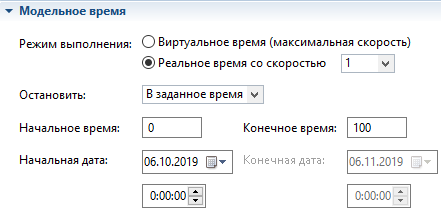 Модельное время
Режим выполнения: Виртуальное время (максимальная скорость)
Реальное время со скоростью 1
Остановить: В заданное время
Начальное время: 0 Конечное время: 100
Начальная дата: 06.10.2019 Конечная дата: 06.11.2019
0:00:00 0:00:00